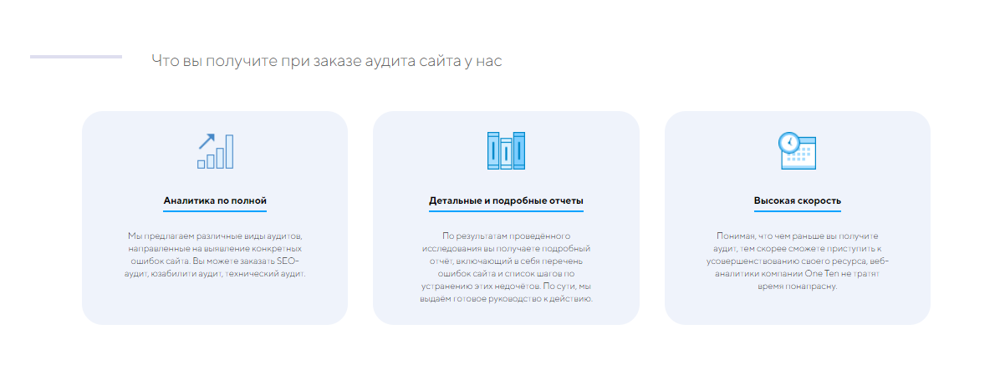 Что вы получите при заказе аудита сайта у нас
Аналитика по полной
Мы предлагаем различные виды аудитов,
направленные на выявление конкретных
ошибок сайта. Вы можете заказать SEO-
аудит, юзабилити аудит, технический аудит.
Детальные и подробные отчеты
По результатам проведённого
исследования вы получаете подробный
отчёт, включающий в себя перечень
ошибок сайта и список шагов по
устранению этих недочётов. По сути, мы
выдаём готовое руководство к действию.
Высокая скорость
Понимая, что чем раньше вы получите
аудит, тем скорее сможете приступить к
усовершенствованию своего ресурса, веб-
аналитики компании One Ten не тратят
время понапрасну.